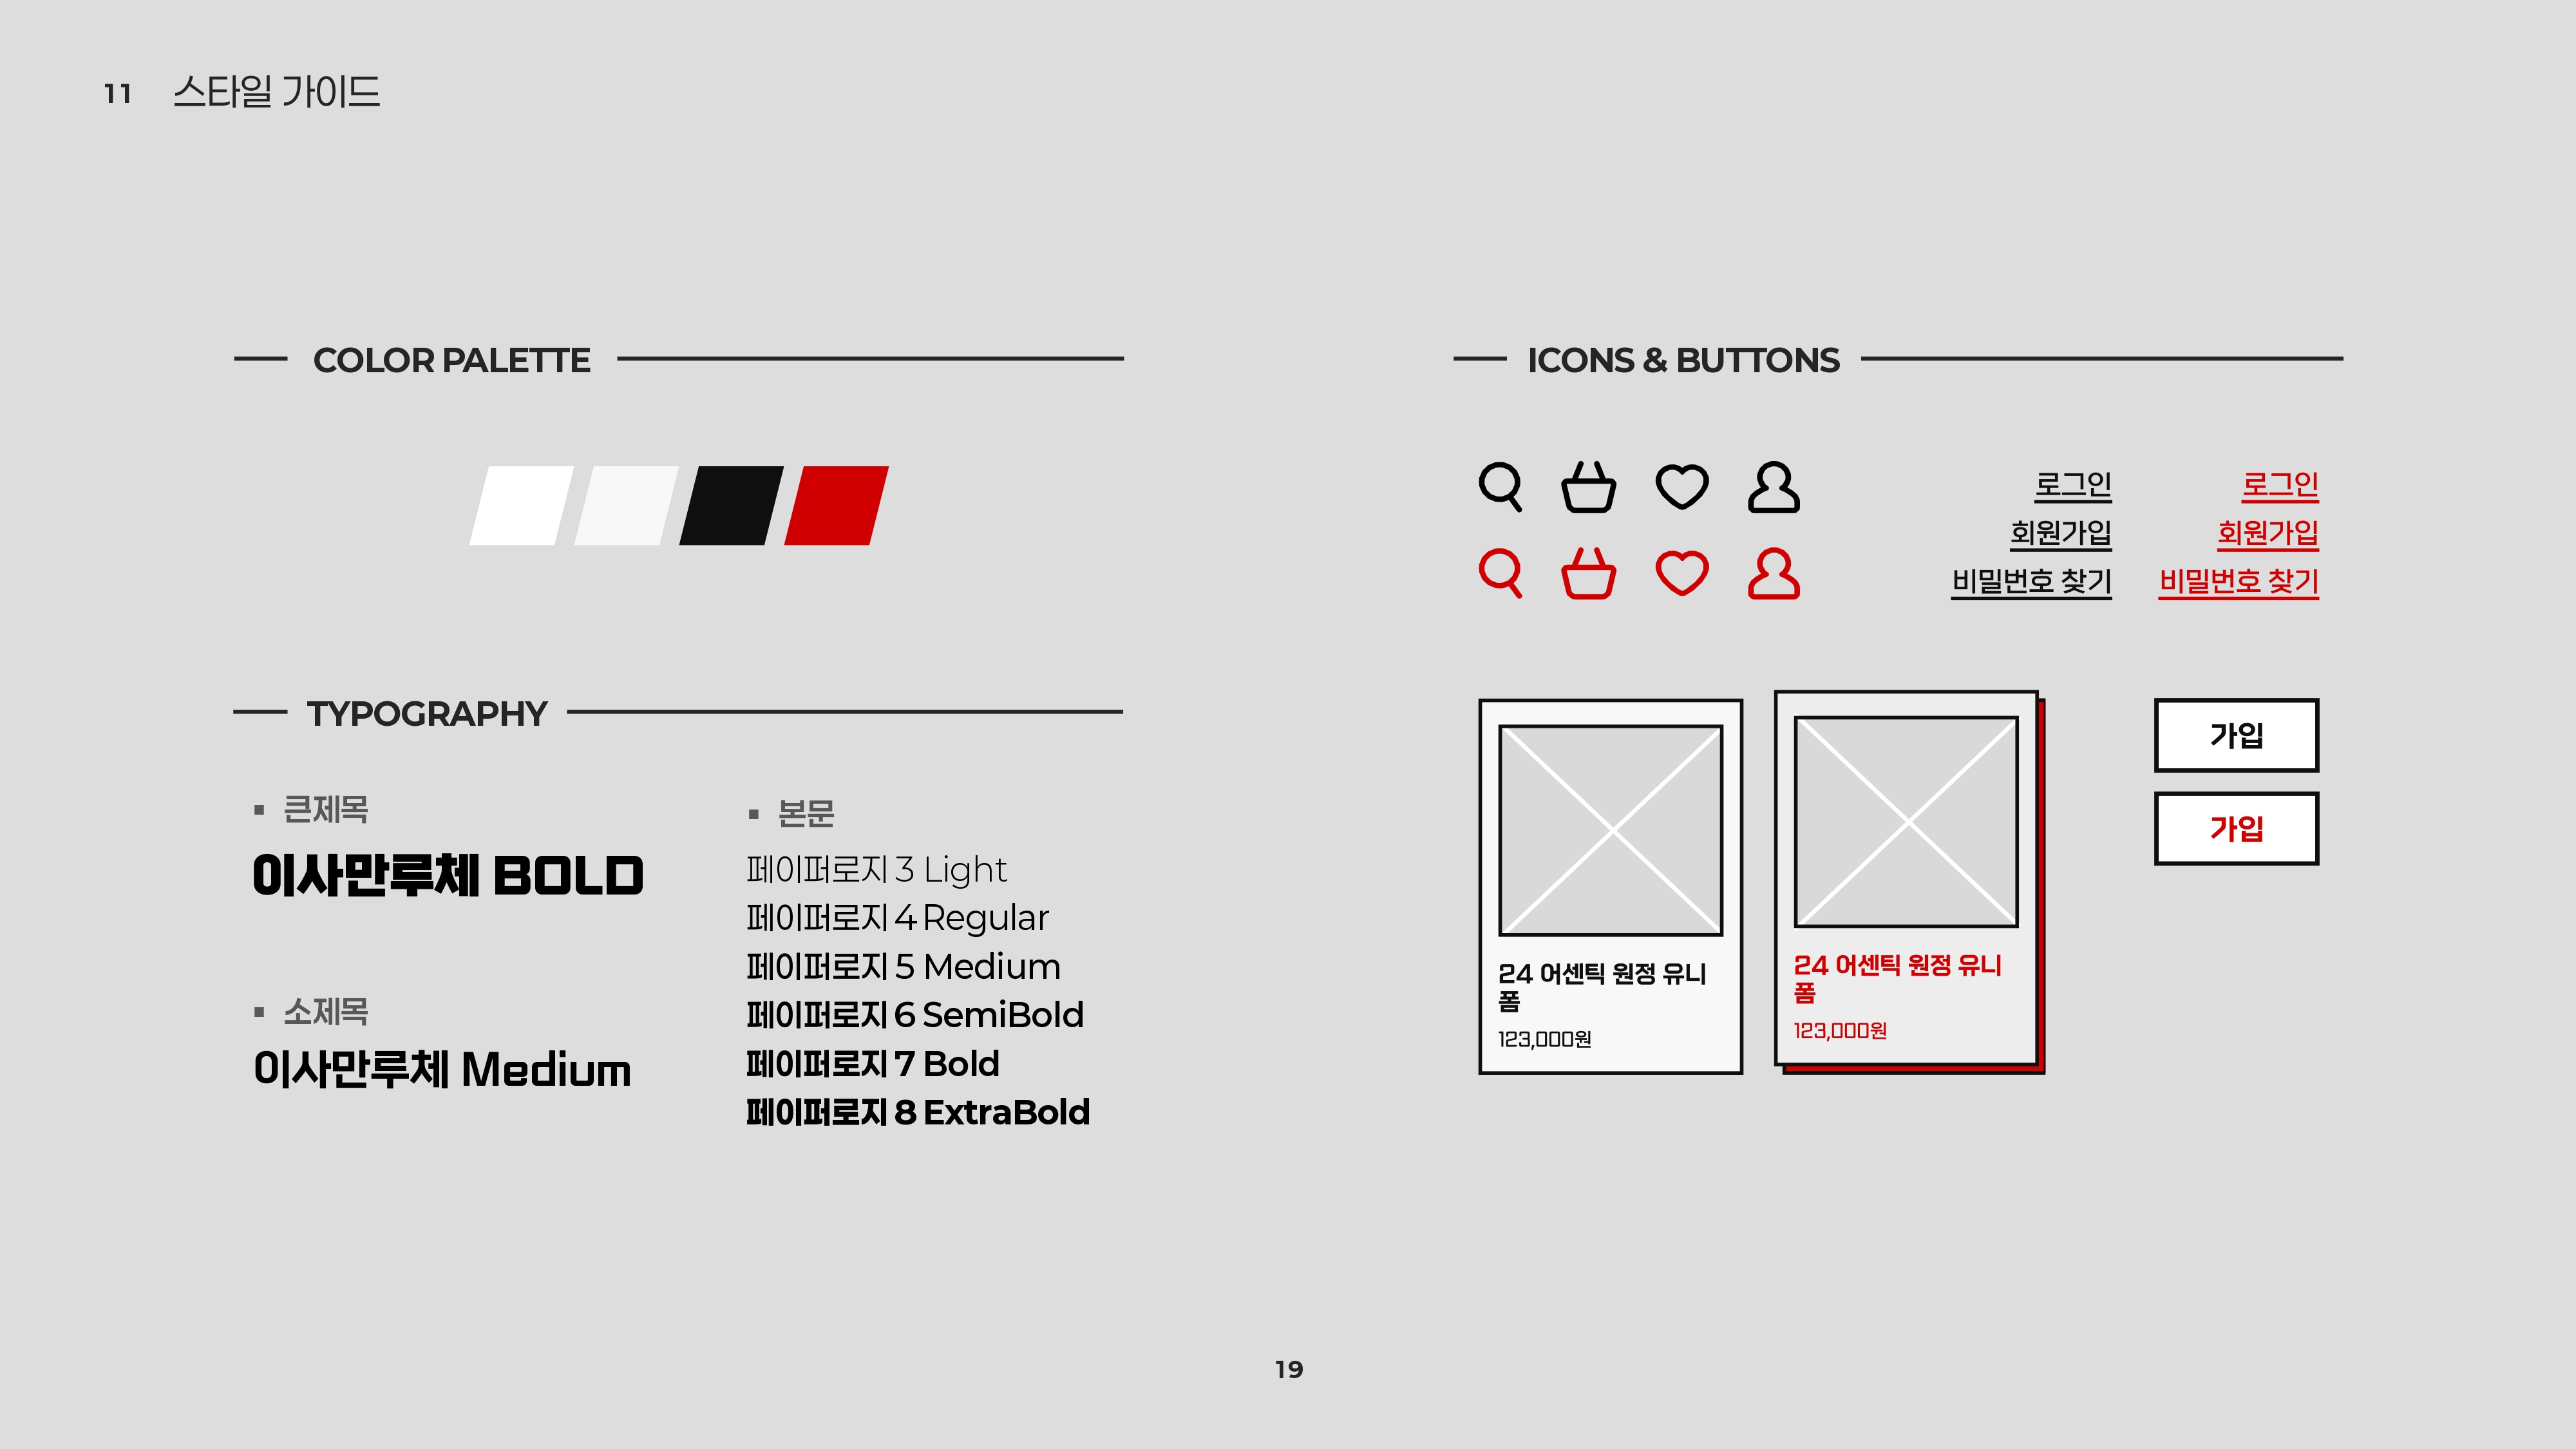 11 스타일 가이드
COLOR PALETTE
TYPOGRAPHY
▪ 큰제목
이사만루체 BOLD
▪ 소제목
이사만루체 Medium
▪ 본문
페이퍼로지 3 Light
페이퍼로지 4 Regular
페이퍼로지 5 Medium
페이퍼로지 6 SemiBold
페이퍼로지 7 Bold
페이퍼로지 8 ExtraBold
ICONS & BUTTONS
로그인
회원가입
비밀번호 찾기
로그인
회원가입
비밀번호 찾기
24 어센틱 원정 유니
폼
123,000원
24 어센틱 원정 유니
폼
123,000원
가입
가입
19